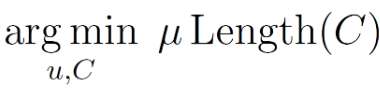 arg min μ Length(C)
u,C